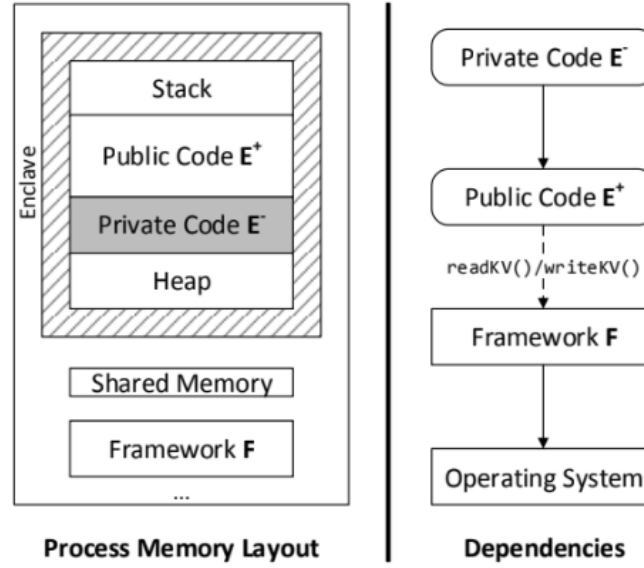 Enclave
Stack
Public Code E⁺
Private Code E⁻
Heap
Shared Memory
Framework F
...
Process Memory Layout
Private Code E⁻
Public Code E⁺
readKV()/writeKV()
Framework F
Operating System
Dependencies